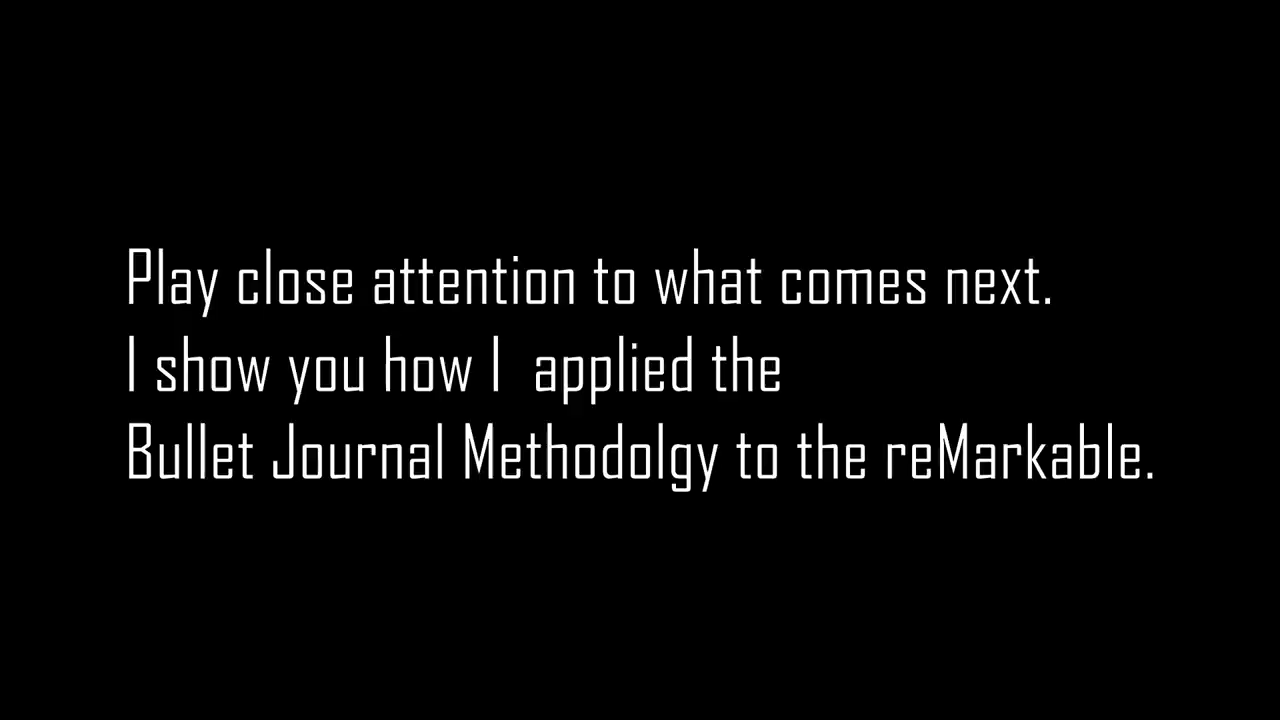 Play close attention to what comes next.
I show you how I  applied the
Bullet Journal Methodolgy to the reMarkable.